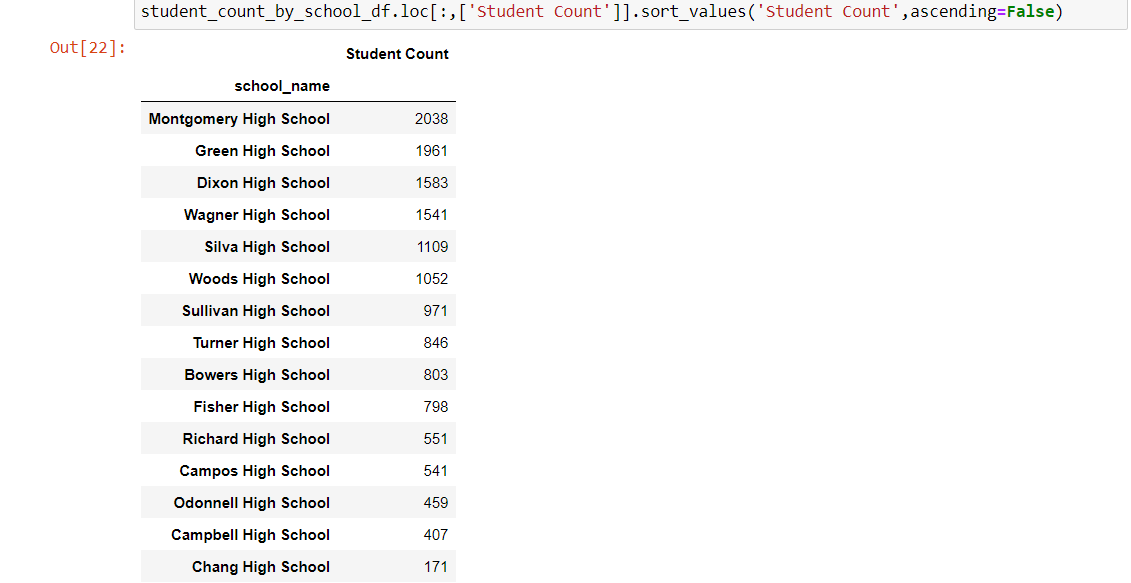 student_count_by_school_df.loc[:,['Student Count']].sort_values('Student Count',ascending=False)
Out[22]:
Student Count
school_name
Montgomery High School 2038
Green High School 1961
Dixon High School 1583
Wagner High School 1541
Silva High School 1109
Woods High School 1052
Sullivan High School 971
Turner High School 846
Bowers High School 803
Fisher High School 798
Richard High School 551
Campos High School 541
Odonnell High School 459
Campbell High School 407
Chang High School 171